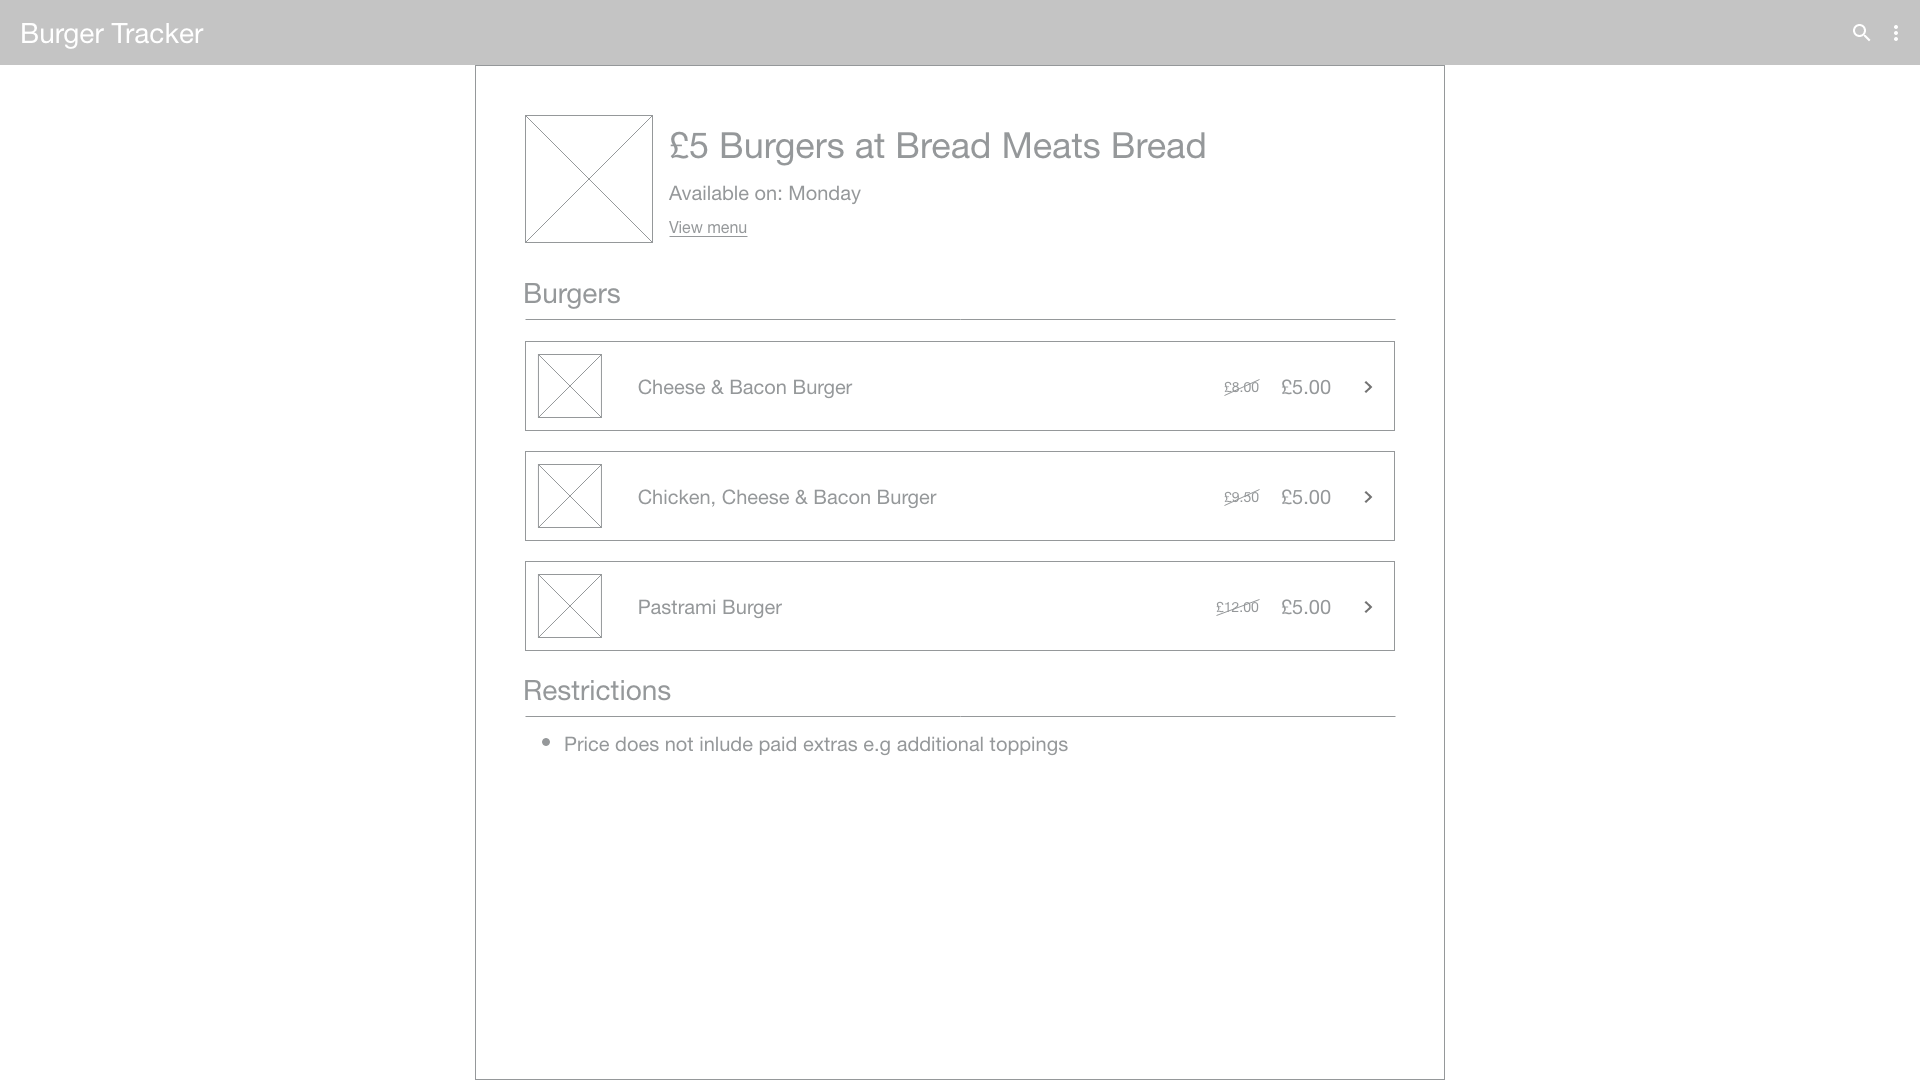 Burger Tracker
£5 Burgers at Bread Meats Bread
Available on: Monday
View menu
Burgers
Cheese & Bacon Burger £8.00 £5.00
Chicken, Cheese & Bacon Burger £9.50 £5.00
Pastrami Burger £12.00 £5.00
Restrictions
• Price does not inlude paid extras e.g additional toppings